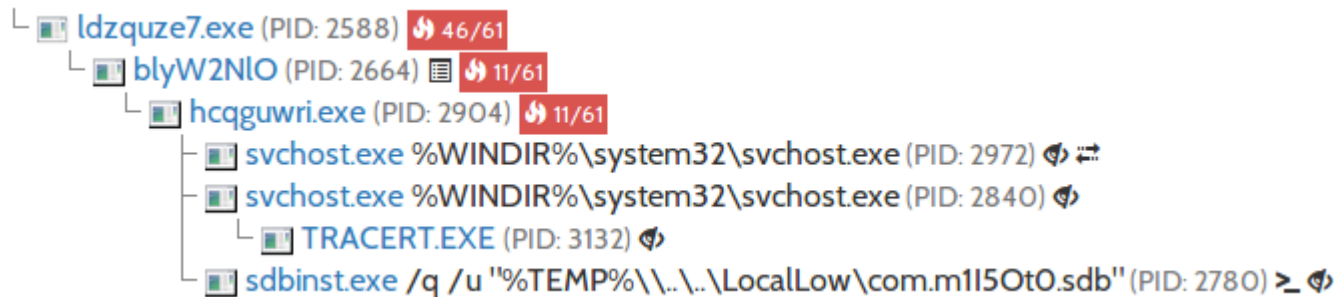 ldzquze7.exe (PID: 2588) 46/61
blyW2NlO (PID: 2664) 11/61
hcqguwri.exe (PID: 2904) 11/61
svchost.exe %WINDIR%\system32\svchost.exe (PID: 2972)
svchost.exe %WINDIR%\system32\svchost.exe (PID: 2840)
TRACERT.EXE (PID: 3132)
sdbinst.exe /q /u "%TEMP%\\..\..\LocalLow\com.m1I5Ot0.sdb" (PID: 2780)